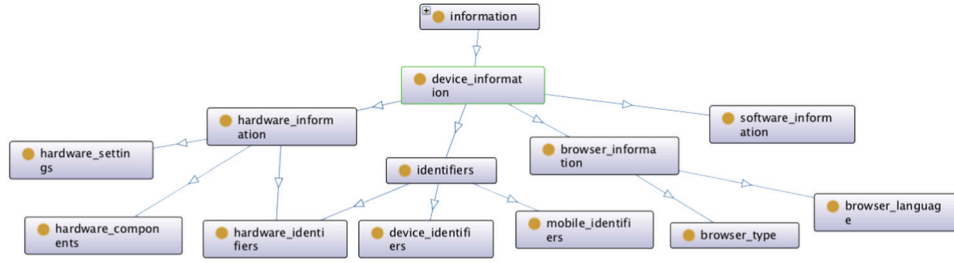 information
device_informat
ion
hardware_inform
ation
software_inform
ation
browser_informa
tion
hardware_settin
gs
identifiers
browser_languag
e
hardware_compon
ents
hardware_identi
fiers
device_identifi
ers
mobile_identifi
ers
browser_type